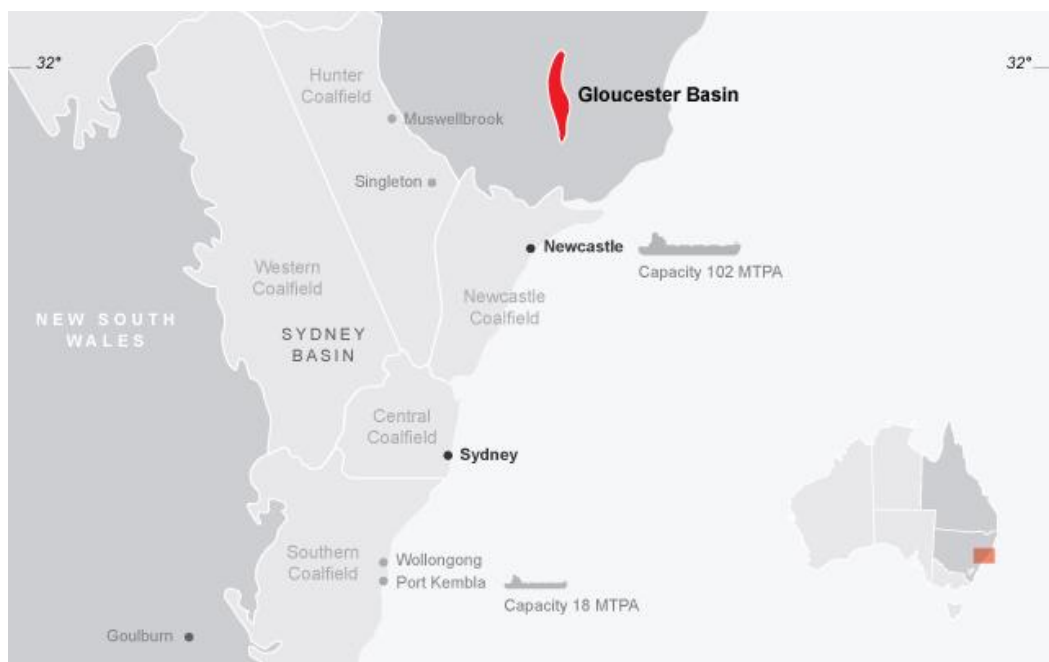 32°
32°
Hunter
Coalfield
Gloucester Basin
Muswellbrook
Singleton
Newcastle
Capacity 102 MTPA
Western
Coalfield
Newcastle
Coalfield
NEW SOUTH
WALES
SYDNEY
BASIN
Central
Coalfield
Sydney
Southern
Coalfield
Wollongong
Port Kembla
Capacity 18 MTPA
Goulburn